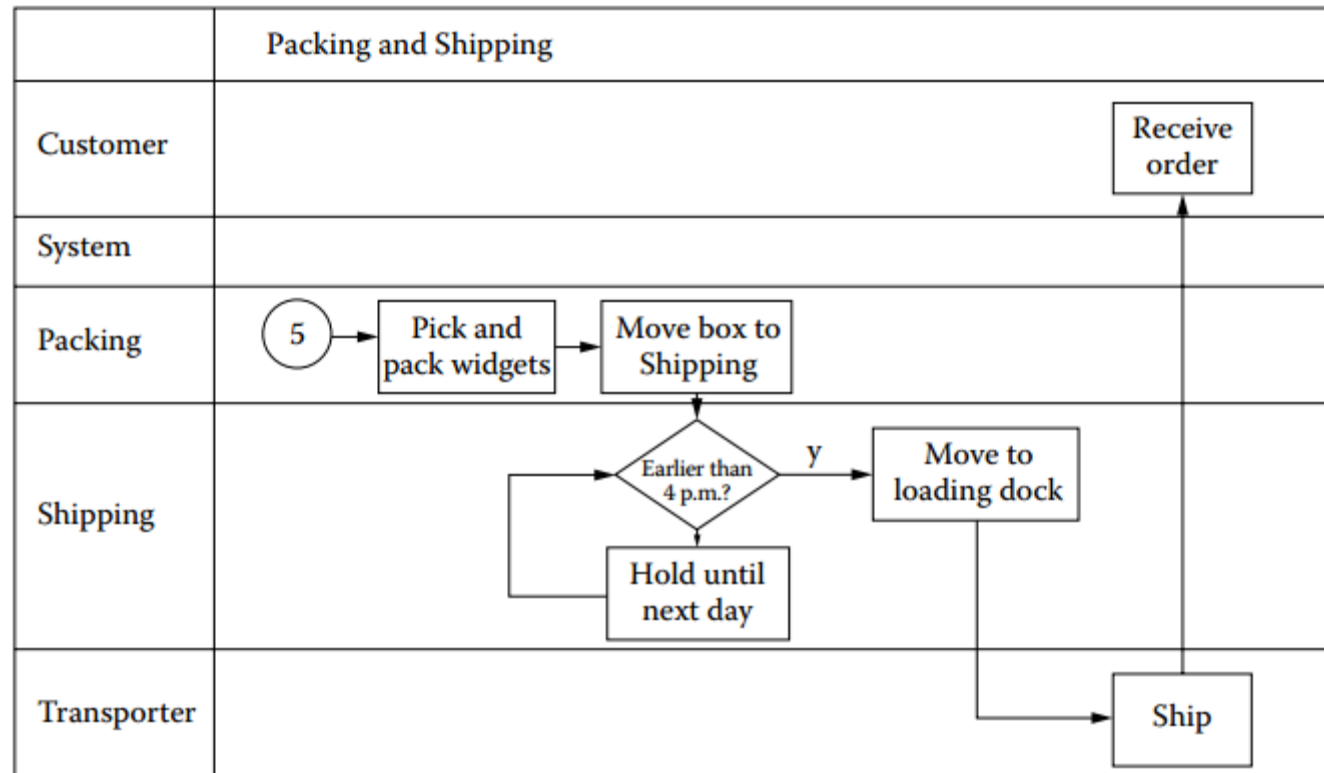 Packing and Shipping
Customer
Receive
order
System
Packing
5
Pick and
pack widgets
Move box to
Shipping
Shipping
Earlier than
4 p.m.?
y
Move to
loading dock
Hold until
next day
Transporter
Ship